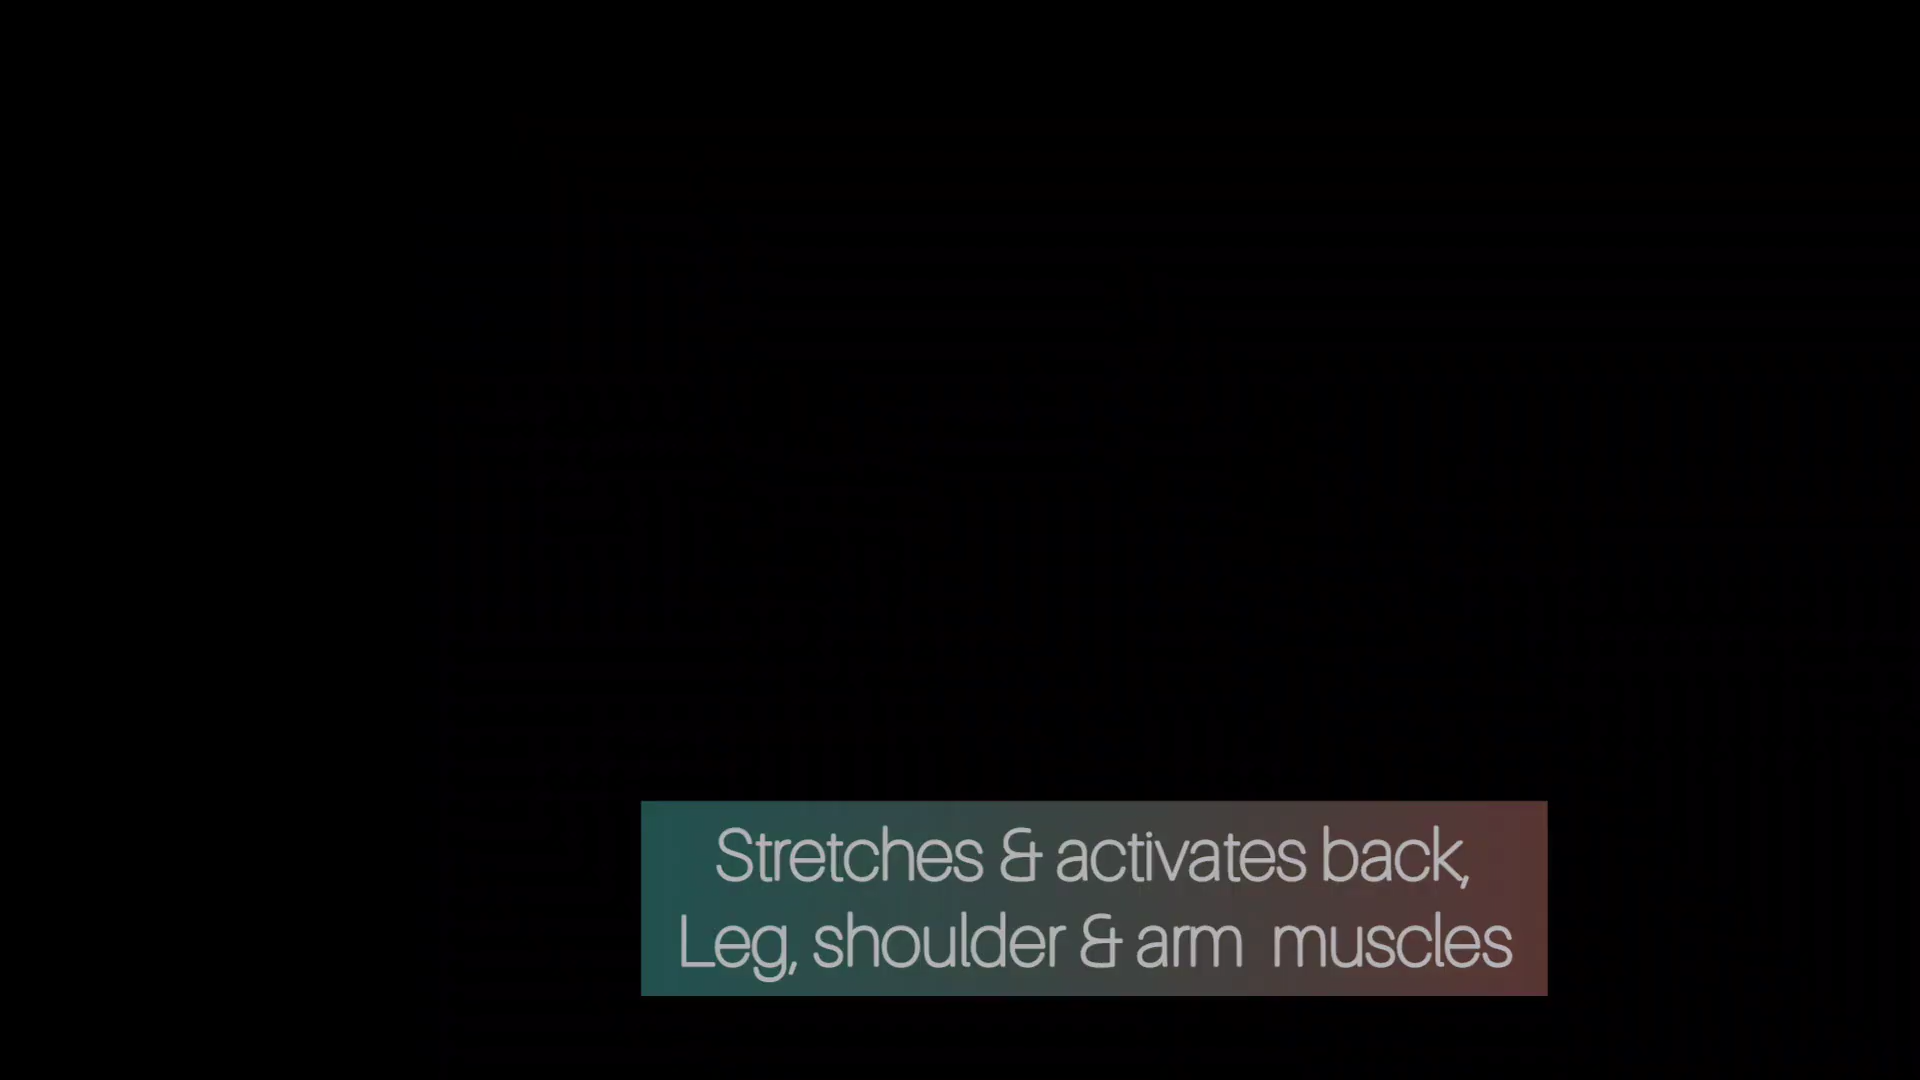 Stretches & activates back,
Leg, shoulder & arm  muscles